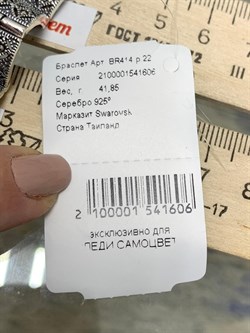 Браслет Арт. BR414 р.22
Серия 2100001541606
Вес, г. 41,85
Серебро 925°
Марказит Swarovsk
Страна Таиланд
2 100001 541606
эксклюзивно для
ЛЕДИ САМОЦВЕТ